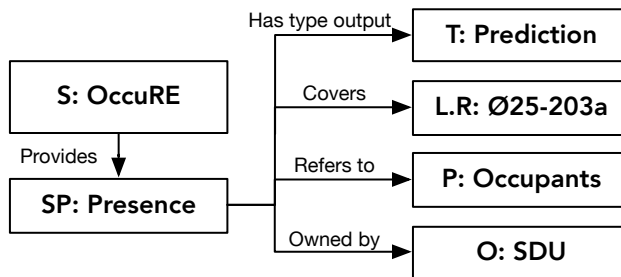 Has type output
T: Prediction
S: OccuRE
Covers
L.R: Ø25-203a
Provides
Refers to
P: Occupants
SP: Presence
Owned by
O: SDU